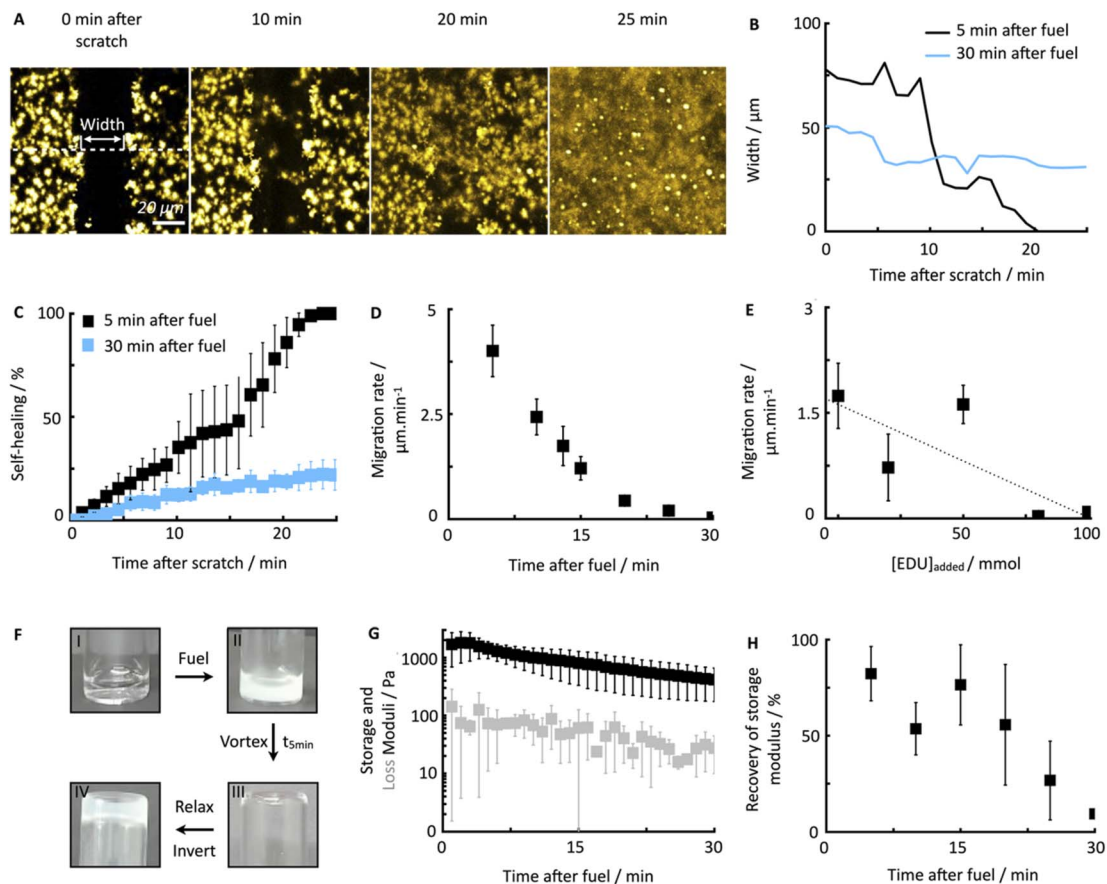 A
0 min after
scratch
10 min
20 min
25 min
Width
20 µm
B
5 min after fuel
30 min after fuel
100
50
0
Width / µm
0
10
20
Time after scratch / min
C
5 min after fuel
30 min after fuel
100
50
0
Self-healing / %
0
10
20
Time after scratch / min
D
5
2.5
0
Migration rate /
µm.min-1
0
15
30
Time after fuel / min
E
3
1.5
0
Migration rate /
µm.min-1
0
50
100
[EDU]added / mmol
F
I
Fuel
II
Vortex
t5min
III
Relax
Invert
IV
G
1000
100
10
0
Storage and
Loss Moduli / Pa
0
15
30
Time after fuel / min
H
100
50
0
Recovery of storage
modulus / %
0
15
30
Time after fuel / min